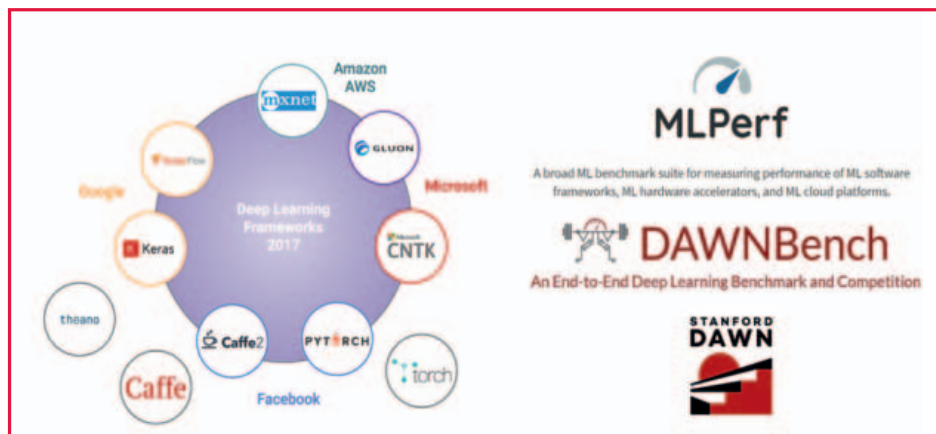 Amazon
AWS
mxnet
GLUON
TensorFlow
Google
Microsoft
Deep Learning
Frameworks
2017
Keras
Microsoft
CNTK
theano
Caffe2
PYTORCH
Caffe
torch
Facebook
MLPerf
A broad ML benchmark suite for measuring performance of ML software
frameworks, ML hardware accelerators, and ML cloud platforms.
DAWNBench
An End-to-End Deep Learning Benchmark and Competition
STANFORD
DAWN